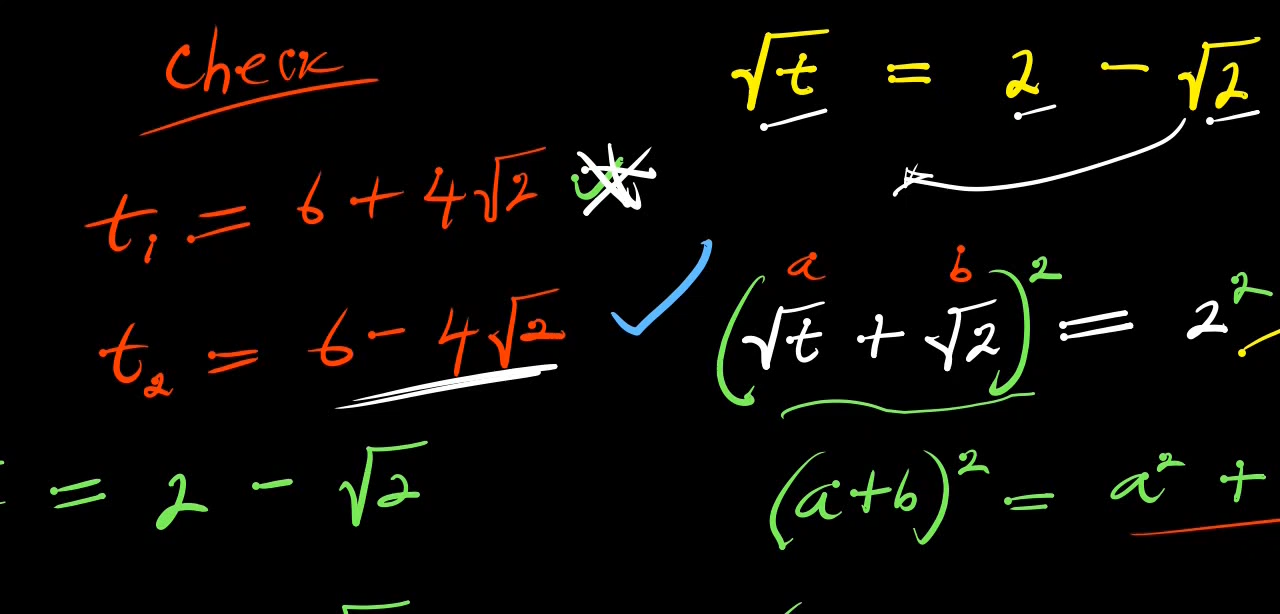 Check
t₁ = 6 + 4√2
t₂ = 6 - 4√2
= 2 - √2
√t = 2 - √2
a b
(√t + √2)² = 2²
(a+b)² = a² +